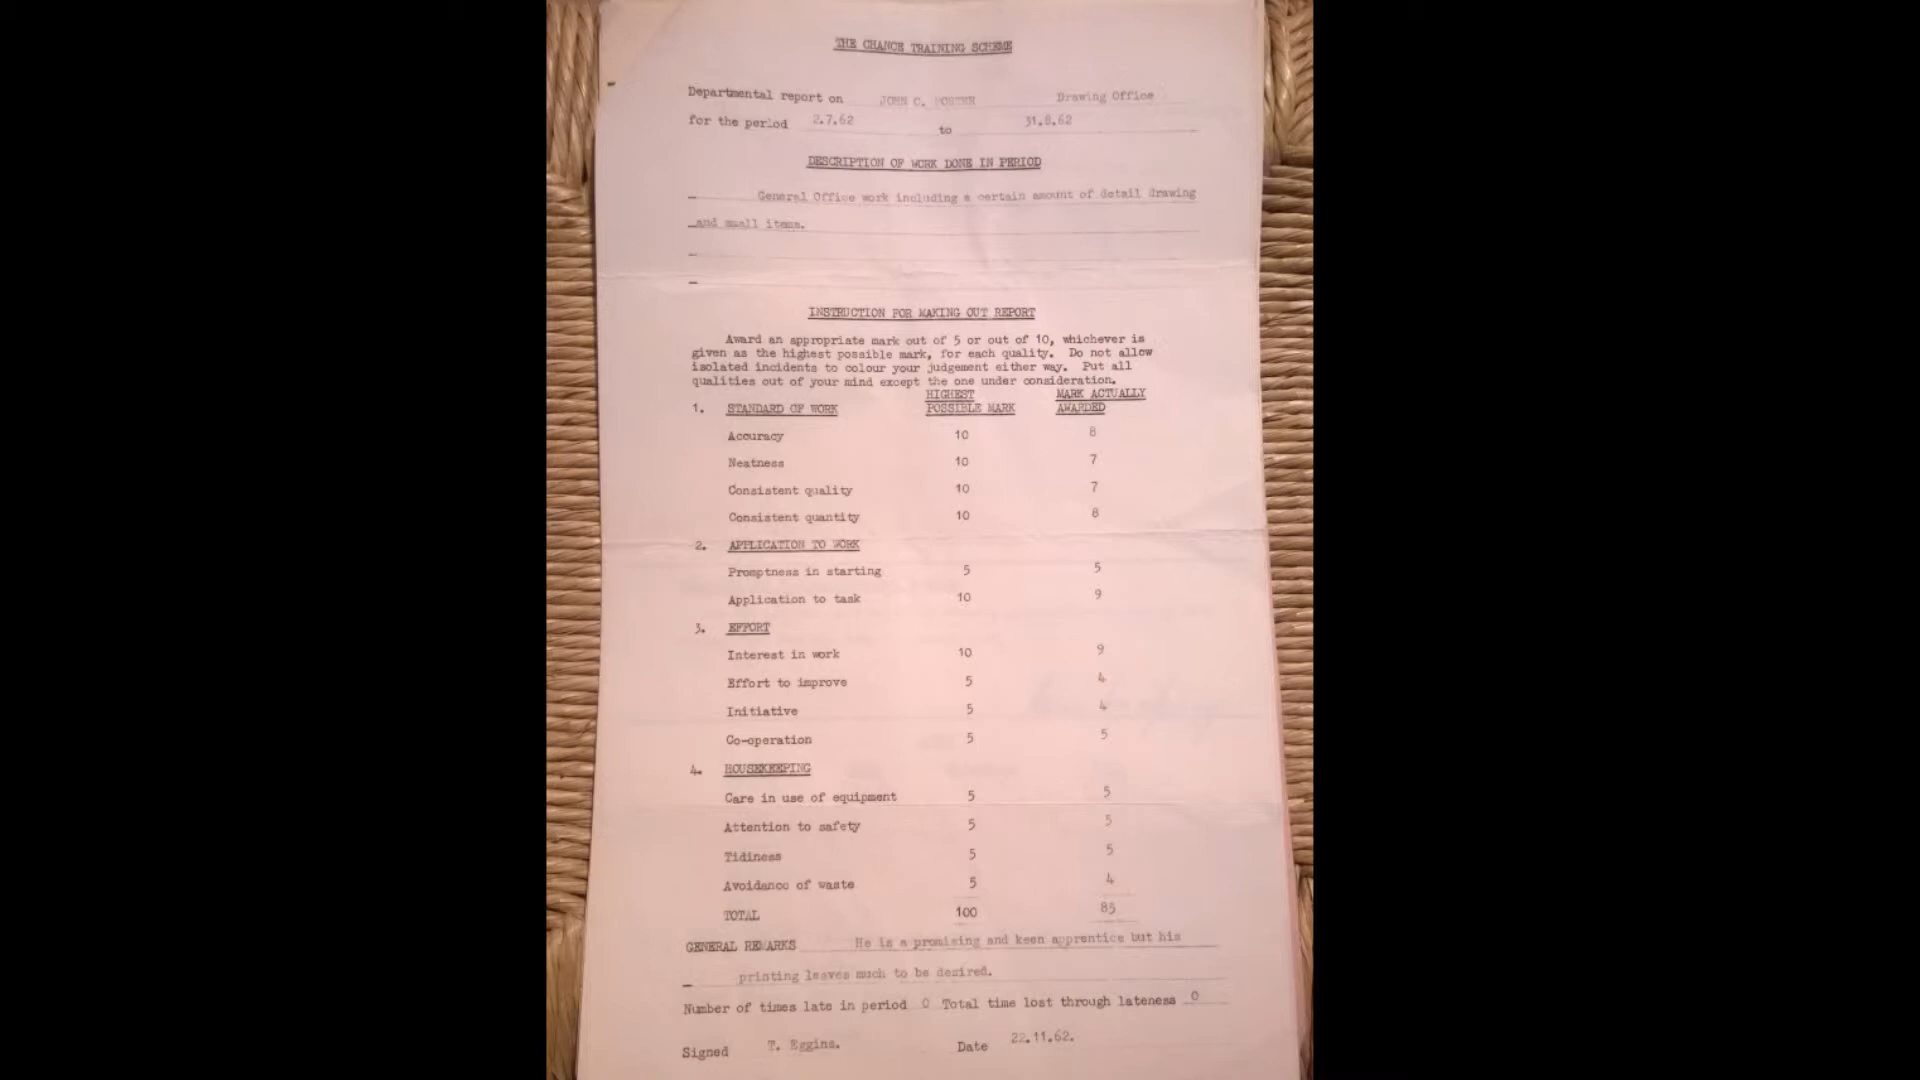 THE CHANCE TRAINING SCHEME
Departmental report on JOHN C. FOSTER Drawing Office
for the period 2.7.62 to 31.8.62
DESCRIPTION OF WORK DONE IN PERIOD
General Office work including a certain amount of detail drawing
and small items.
INSTRUCTION FOR MAKING OUT REPORT
Award an appropriate mark out of 5 or out of 10, whichever is
given as the highest possible mark, for each quality. Do not allow
isolated incidents to colour your judgement either way. Put all
qualities out of your mind except the one under consideration.
HIGHEST MARK ACTUALLY
1. STANDARD OF WORK POSSIBLE MARK AWARDED
Accuracy 10 8
Neatness 10 7
Consistent quality 10 7
Consistent quantity 10 8
2. APPLICATION TO WORK
Promptness in starting 5 5
Application to task 10 9
3. EFFORT
Interest in work 10 9
Effort to improve 5 4
Initiative 5 4
Co-operation 5 5
4. HOUSEKEEPING
Care in use of equipment 5 5
Attention to safety 5 5
Tidiness 5 5
Avoidance of waste 5 4
TOTAL 100 85
GENERAL REMARKS He is a promising and keen apprentice but his
printing leaves much to be desired.
Number of times late in period 0 Total time lost through lateness 0
Signed T. Eggins. Date 22.11.62.